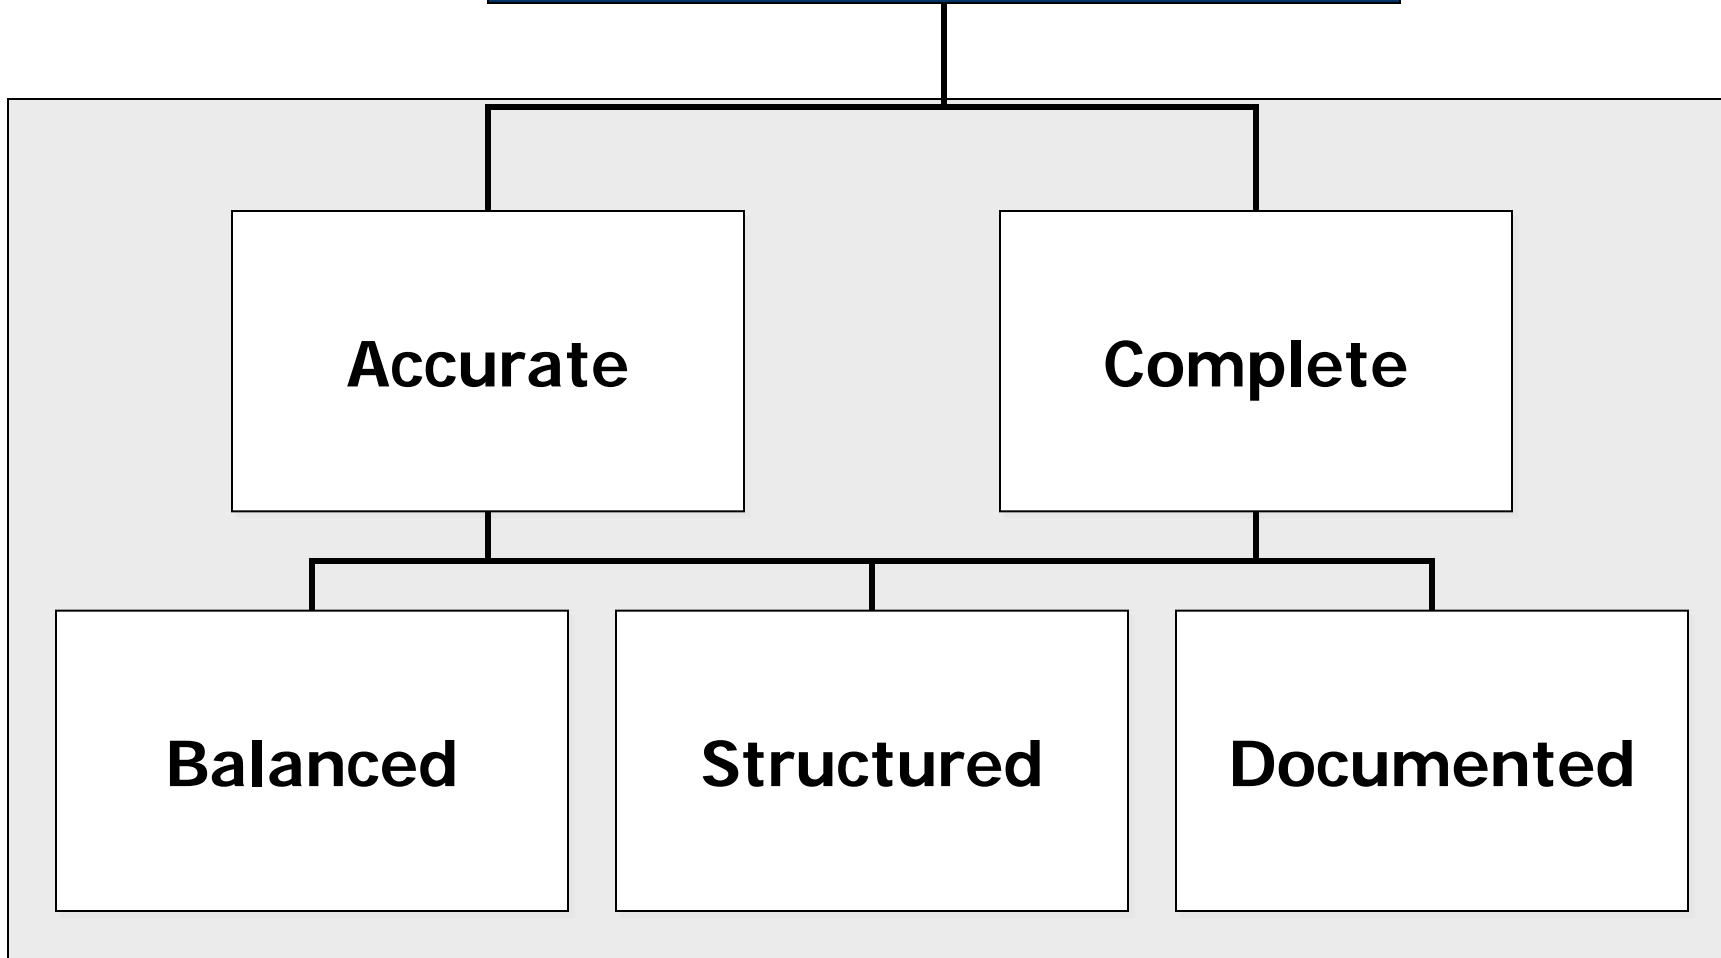 Accurate
Complete
Balanced
Structured
Documented